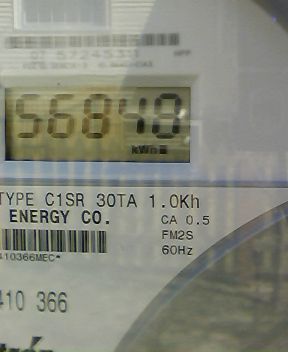 56848
kWh
TYPE C1SR 30TA 1.0Kh
ENERGY CO. CA 0.5
FM2S
60Hz
410366MEC*
410 366